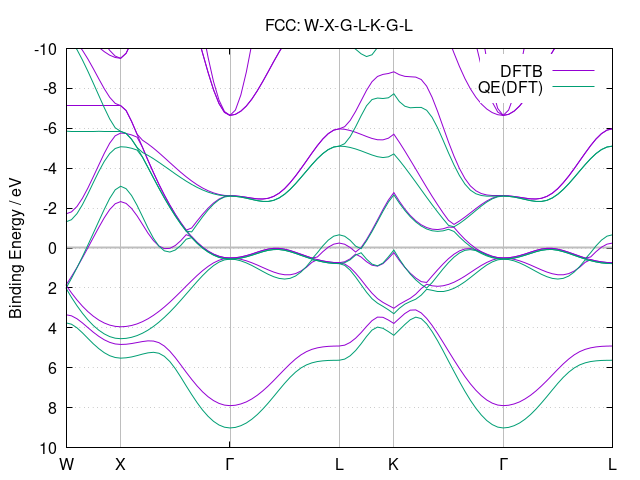 FCC: W-X-G-L-K-G-L
DFTB
QE(DFT)
Binding Energy / eV
-10
-8
-6
-4
-2
0
2
4
6
8
10
W X Γ L K Γ L